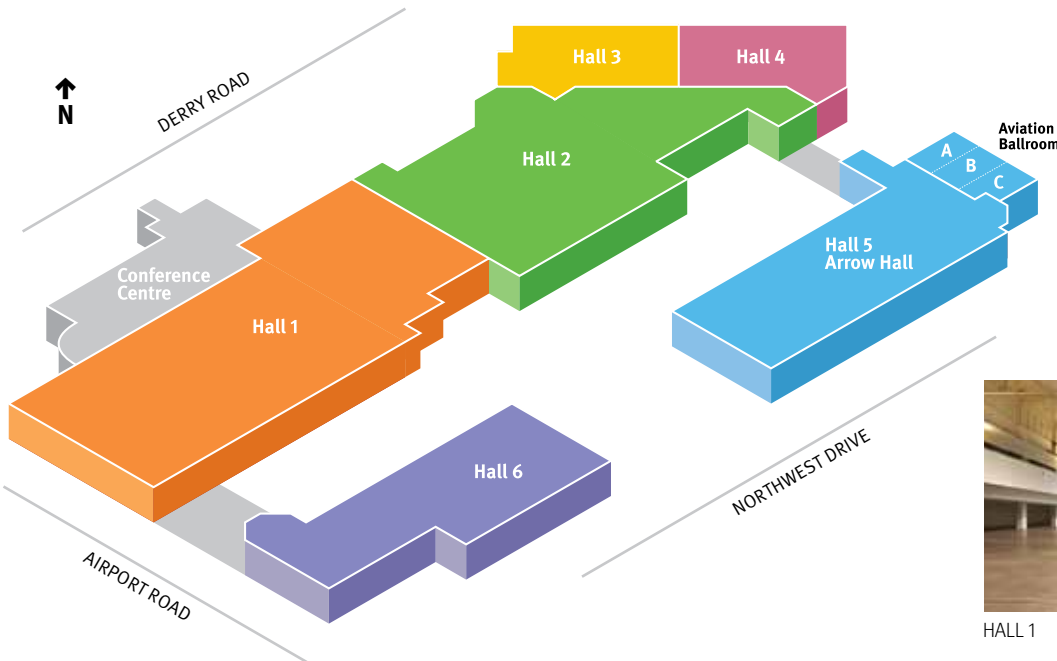 Hall 3
Hall 4
N
DERRY ROAD
Aviation
Ballroom
A
B
C
Hall 2
Hall 5
Arrow Hall
Conference
Centre
Hall 1
Hall 6
NORTHWEST DRIVE
AIRPORT ROAD
HALL 1